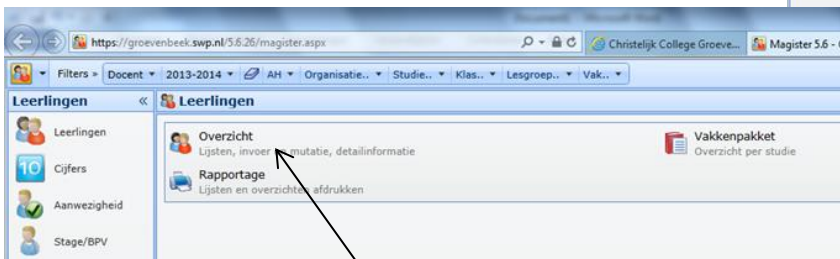 https://groevenbeek.swp.nl/5.6.26/magister.aspx
Christelijk College Groeve...
Magister 5.6 -
Filters » Docent 2013-2014 AH Organisatie.. Studie.. Klas.. Lesgroep.. Vak..
Leerlingen «
Leerlingen
Leerlingen
10 Cijfers
Aanwezigheid
Stage/BPV
Overzicht
Lijsten, invoer en mutatie, detailinformatie
Rapportage
Lijsten en overzichten afdrukken
Vakkenpakket
Overzicht per studie